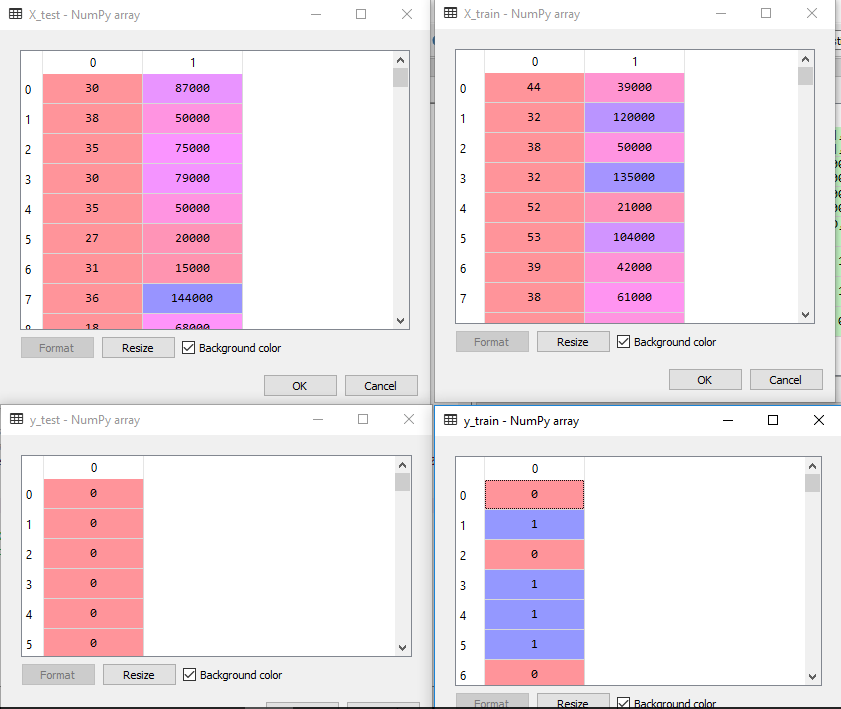 X_test - NumPy array
0 1
0 30 87000
1 38 50000
2 35 75000
3 30 79000
4 35 50000
5 27 20000
6 31 15000
7 36 144000
8 18 68000
Format Resize Background color
OK Cancel
X_train - NumPy array
0 1
0 44 39000
1 32 120000
2 38 50000
3 32 135000
4 52 21000
5 53 104000
6 39 42000
7 38 61000
Format Resize Background color
OK Cancel
y_test - NumPy array
0
0 0
1 0
2 0
3 0
4 0
5 0
Format Resize Background color
y_train - NumPy array
0
0 0
1 1
2 0
3 1
4 1
5 1
6 0
Format Resize Background color